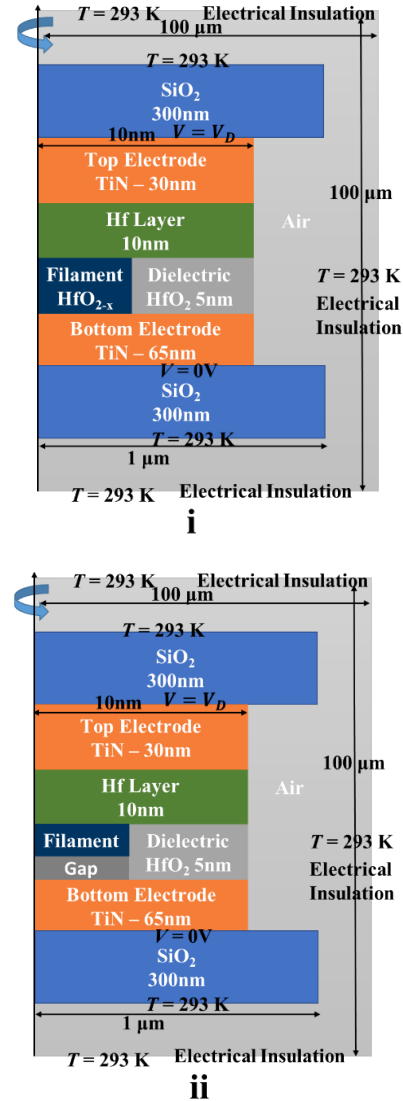 T = 293 K Electrical Insulation
100 µm
T = 293 K
SiO2
300nm
10nm V = VD
Top Electrode
TiN – 30nm
100 µm
Hf Layer
10nm
Air
Filament
HfO2-x
Dielectric
HfO2 5nm
T = 293 K
Electrical
Insulation
Bottom Electrode
TiN – 65nm
V = 0V
SiO2
300nm
T = 293 K
1 µm
T = 293 K Electrical Insulation
i
T = 293 K Electrical Insulation
100 µm
T = 293 K
SiO2
300nm
10nm V = VD
Top Electrode
TiN – 30nm
100 µm
Hf Layer
10nm
Air
Filament
Gap
Dielectric
HfO2 5nm
T = 293 K
Electrical
Insulation
Bottom Electrode
TiN – 65nm
V = 0V
SiO2
300nm
T = 293 K
1 µm
T = 293 K Electrical Insulation
ii